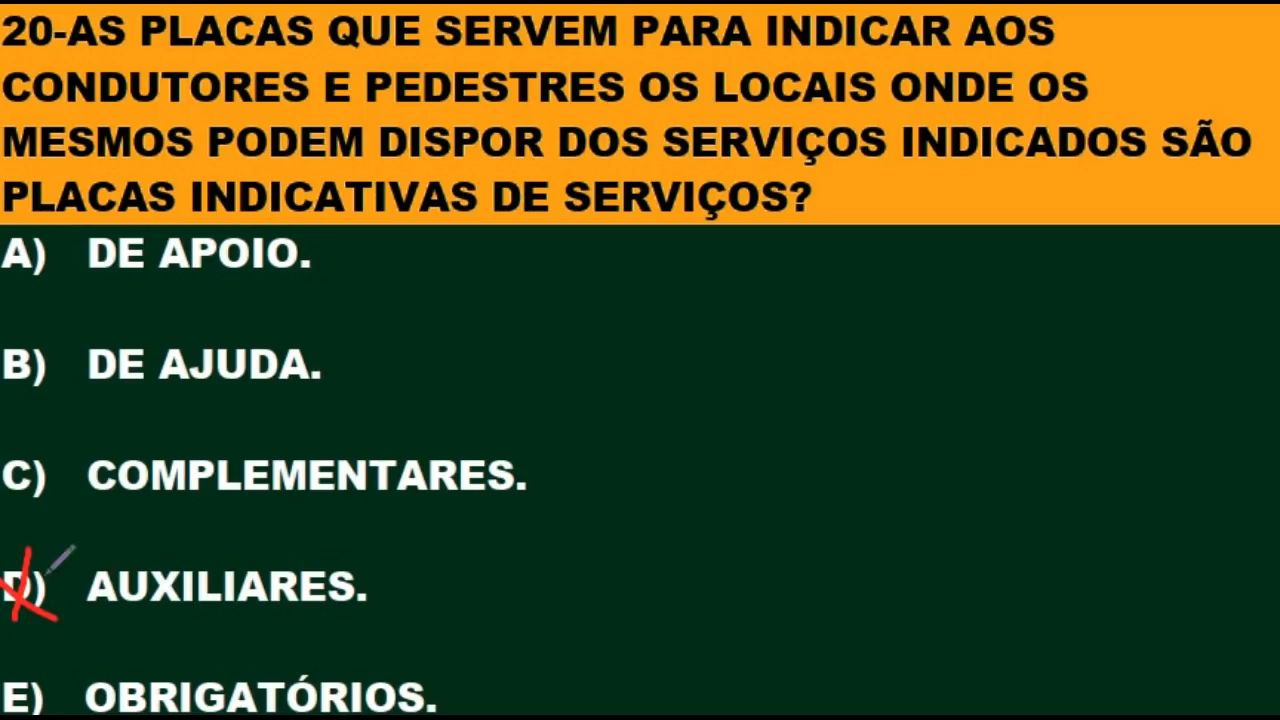 20-AS PLACAS QUE SERVEM PARA INDICAR AOS
CONDUTORES E PEDESTRES OS LOCAIS ONDE OS
MESMOS PODEM DISPOR DOS SERVIÇOS INDICADOS SÃO
PLACAS INDICATIVAS DE SERVIÇOS?
A) DE APOIO.
B) DE AJUDA.
C) COMPLEMENTARES.
D) AUXILIARES.
E) OBRIGATÓRIOS.